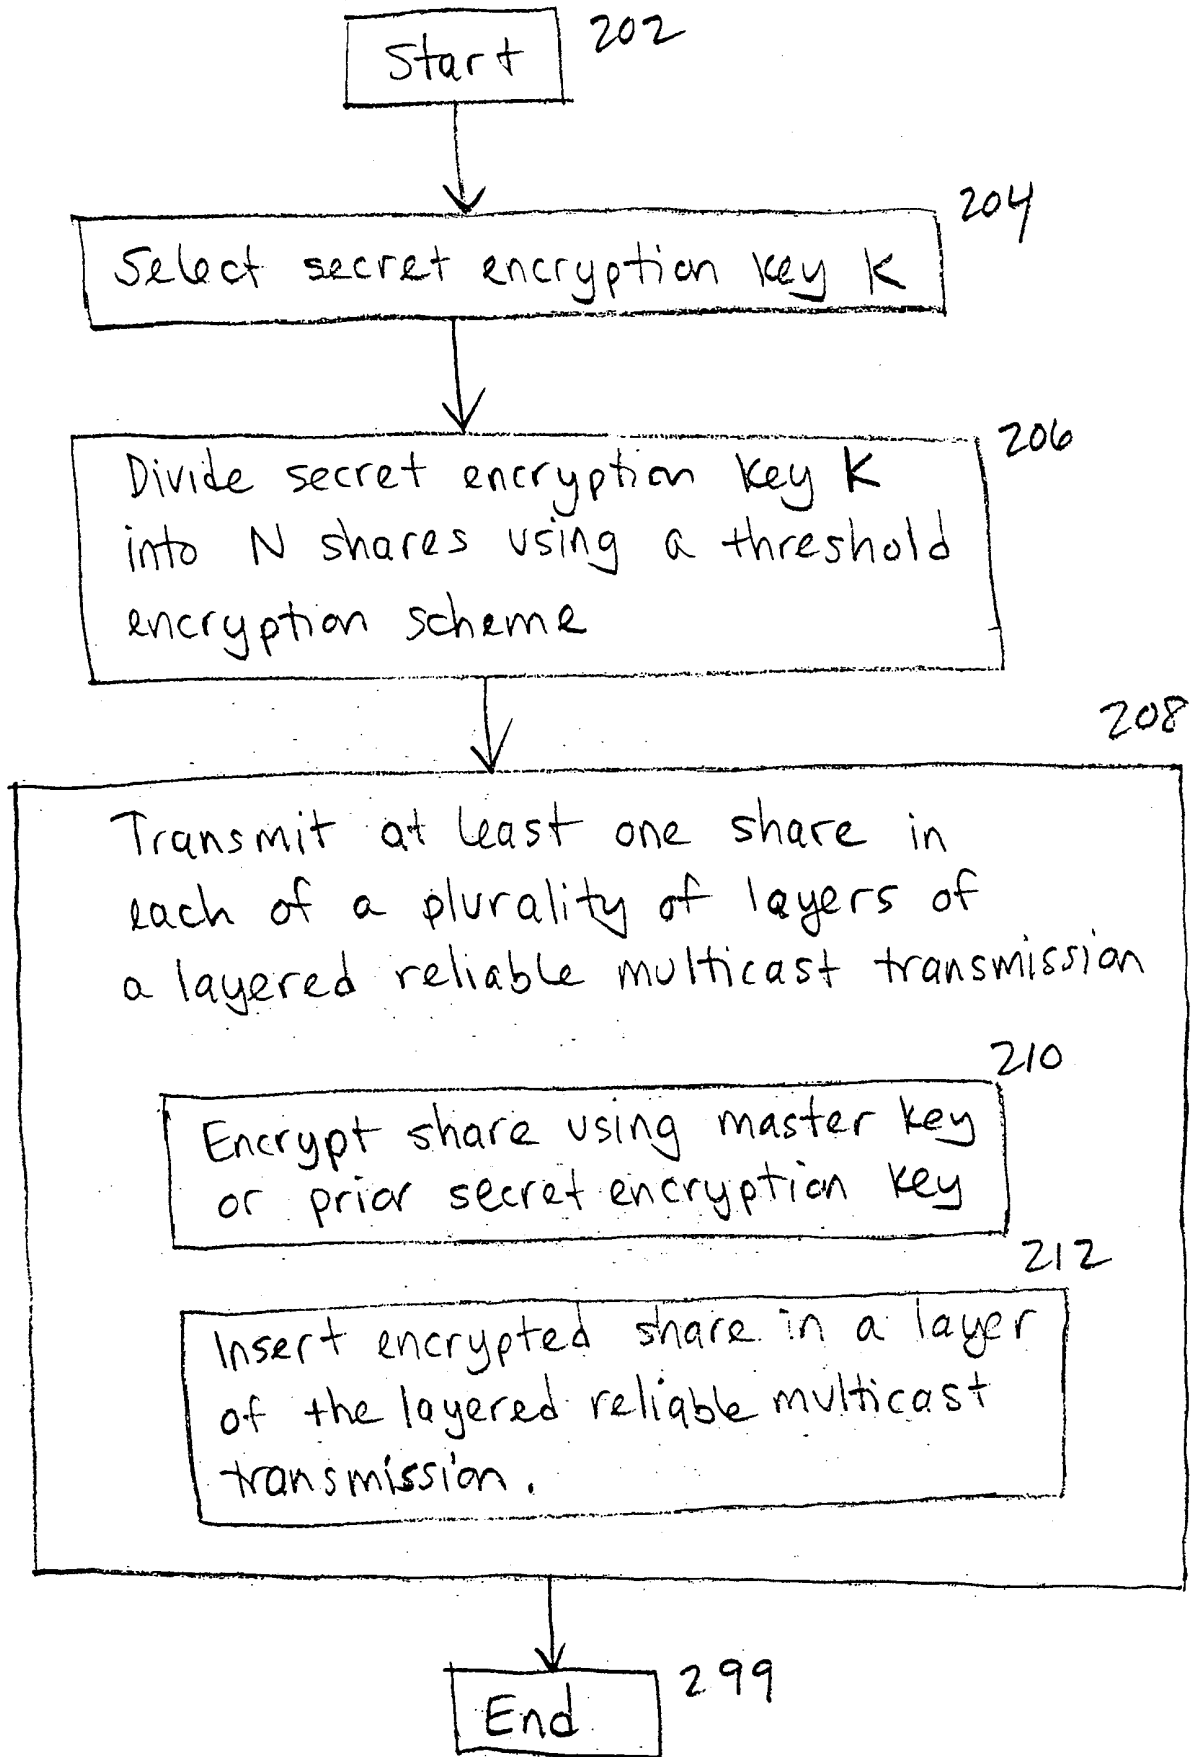 202
Start
204
Select secret encryption key K
206
Divide secret encryption key K
into N shares using a threshold
encryption scheme
208
Transmit at least one share in
each of a plurality of layers of
a layered reliable multicast transmission
210
Encrypt share using master key
or prior secret encryption key
212
Insert encrypted share in a layer
of the layered reliable multicast
transmission.
299
End